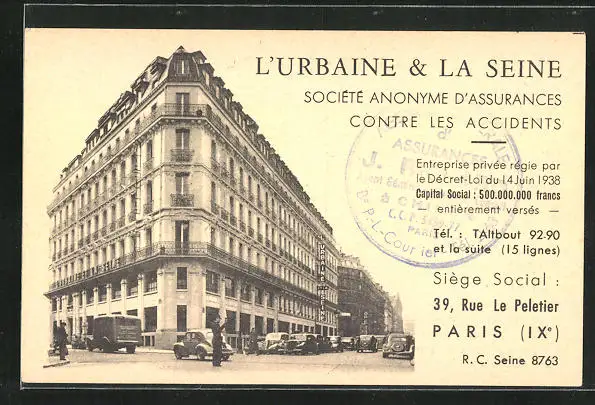 L'URBAINE & LA SEINE
SOCIÉTÉ ANONYME D'ASSURANCES
CONTRE LES ACCIDENTS
Entreprise privée régie par
le Décret-Loi du 14 Juin 1938
Capital Social : 500.000.000 francs
— entièrement versés —
Tél. : TAItbout 92.90
et la suite (15 lignes)
Siège Social :
39, Rue Le Peletier
PARIS (IXe)
R.C. Seine 8763
ASSURANCES
J.
PARIS